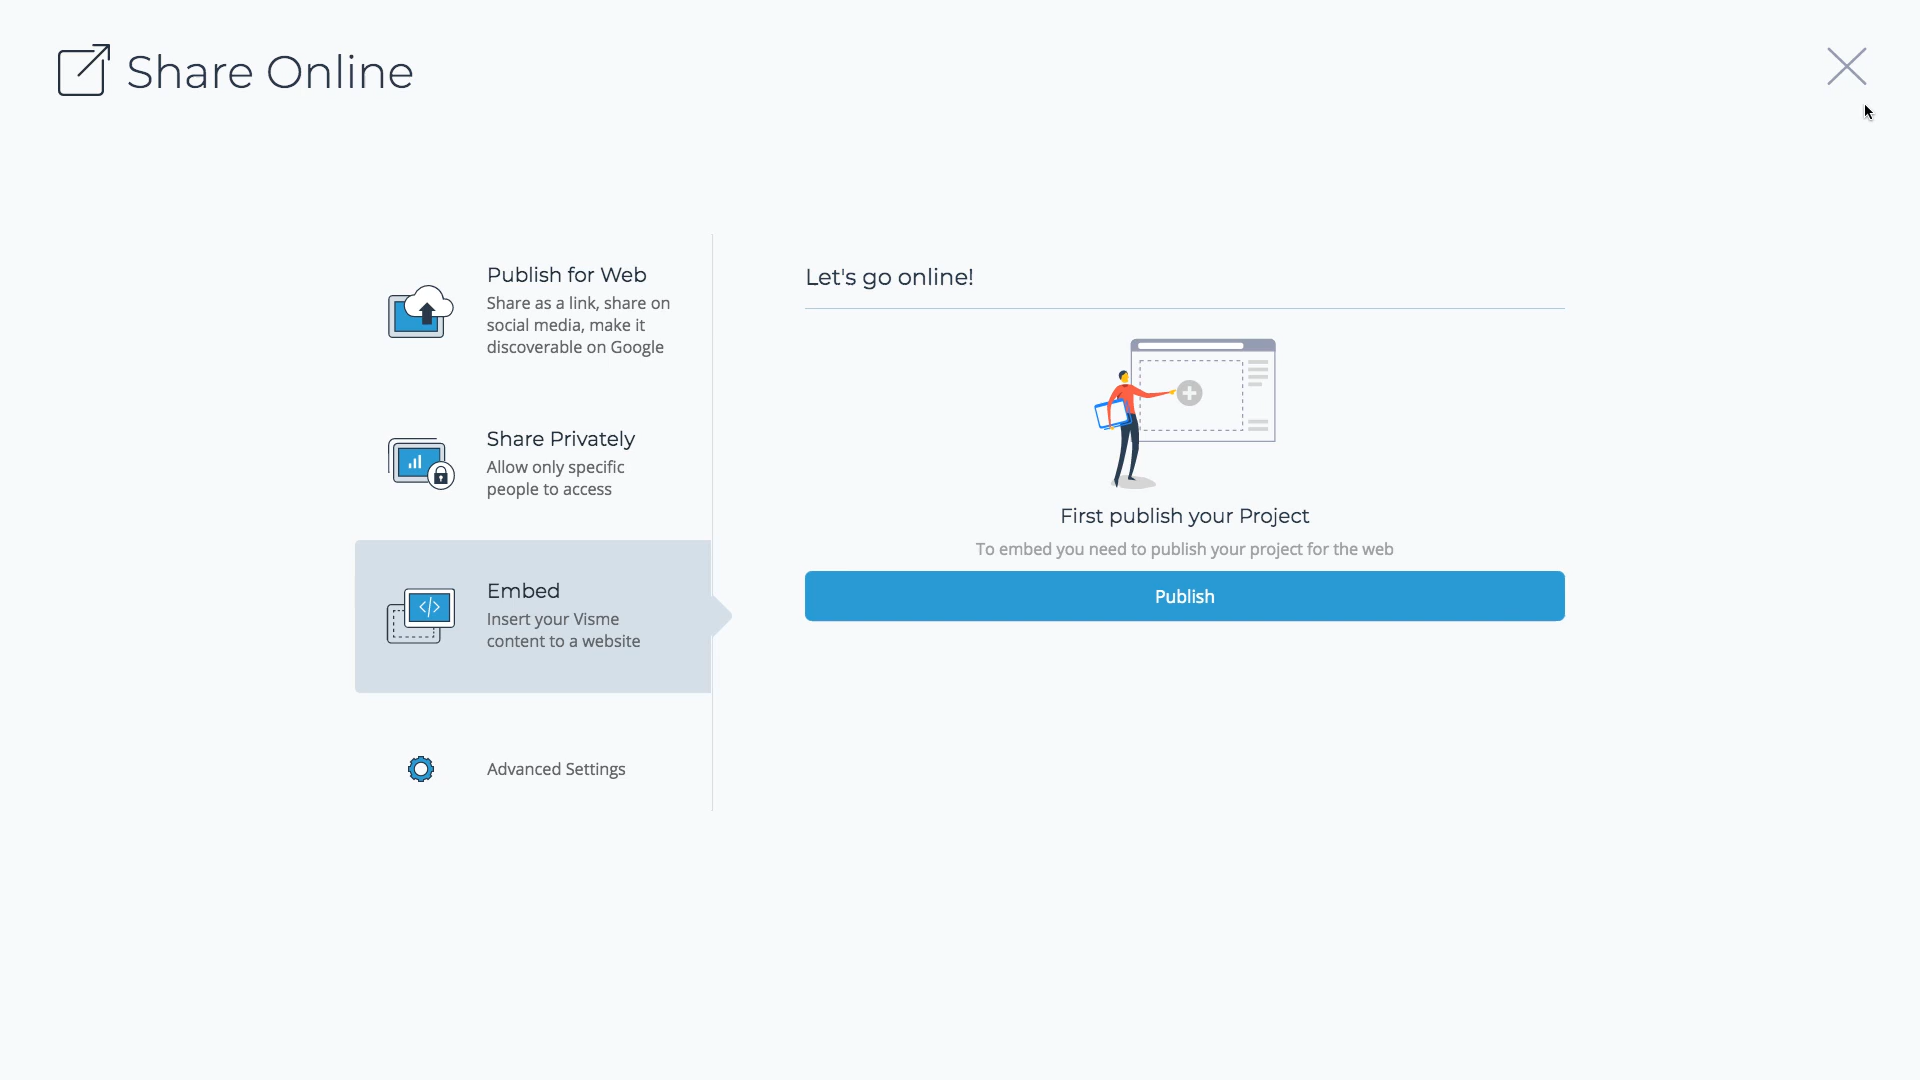 Share Online
Publish for Web
Share as a link, share on
social media, make it
discoverable on Google
Share Privately
Allow only specific
people to access
Embed
Insert your Visme
content to a website
Advanced Settings
Let's go online!
First publish your Project
To embed you need to publish your project for the web
Publish